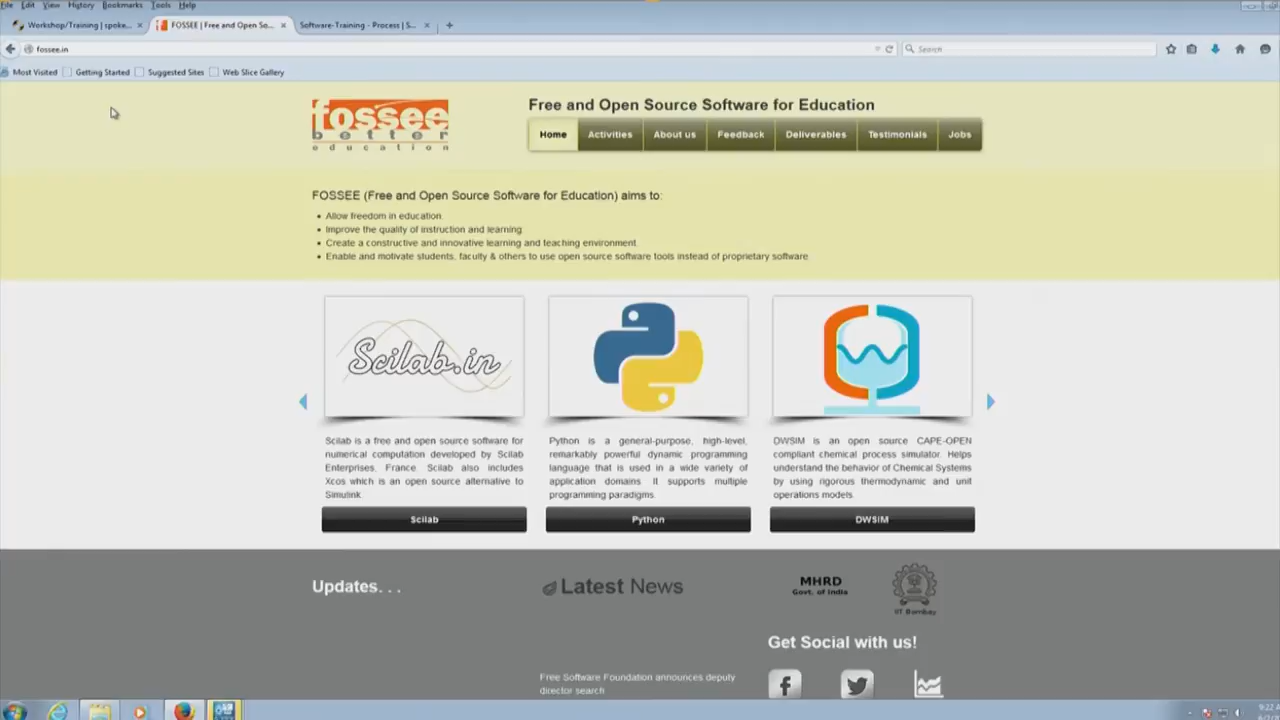 File Edit View History Bookmarks Tools Help
Workshop/Training | spoke... × FOSSEE | Free and Open So... × Software-Training - Process | S... × +
fossee.in
Search
Most Visited Getting Started Suggested Sites Web Slice Gallery
fossee
better
education
Free and Open Source Software for Education
Home Activities About us Feedback Deliverables Testimonials Jobs
FOSSEE (Free and Open Source Software for Education) aims to:
• Allow freedom in education.
• Improve the quality of instruction and learning.
• Create a constructive and innovative learning and teaching environment.
• Enable and motivate students, faculty & others to use open source software tools instead of proprietary software.
Scilab.in
Scilab is a free and open source software for
numerical computation developed by Scilab
Enterprises, France. Scilab also includes
Xcos which is an open source alternative to
Simulink.
Scilab
Python is a general-purpose, high-level,
remarkably powerful dynamic programming
language that is used in a wide variety of
application domains. It supports multiple
programming paradigms.
Python
DWSIM is an open source CAPE-OPEN
compliant chemical process simulator. Helps
understand the behavior of Chemical Systems
by using rigorous thermodynamic and unit
operations models.
DWSIM
Updates. . .
Latest News
Free Software Foundation announces deputy
director search
MHRD
Govt. of India
IIT Bombay
Get Social with us!
9:22